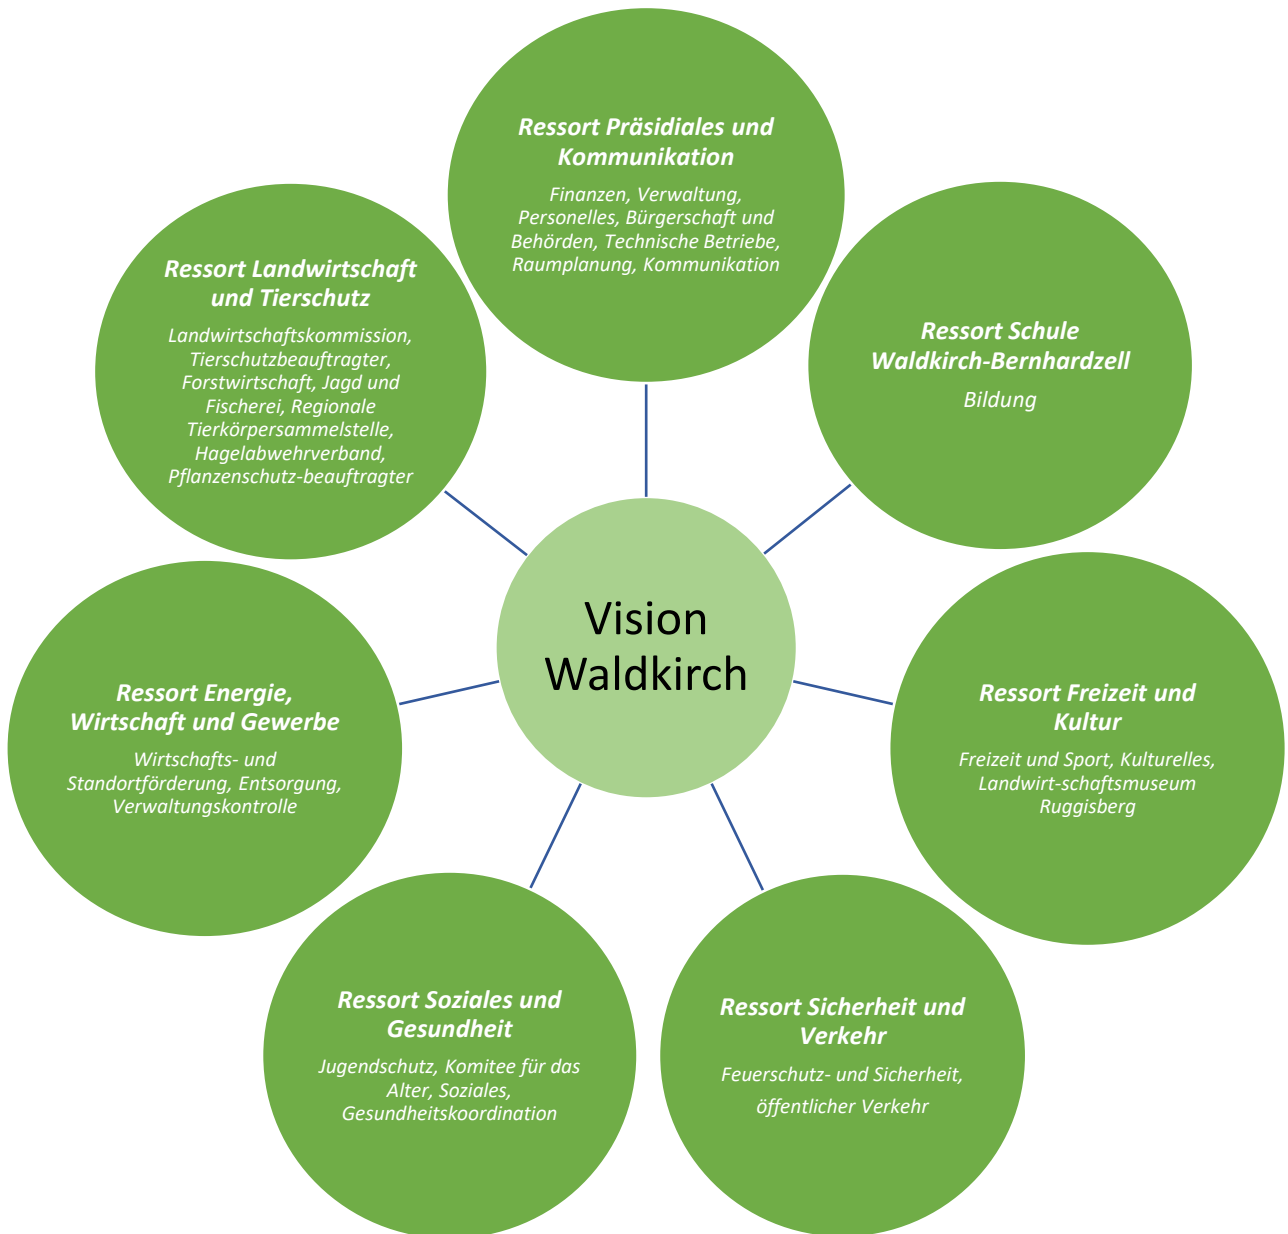 Ressort Präsidiales und
Kommunikation
Finanzen, Verwaltung,
Personelles, Bürgerschaft und
Behörden, Technische Betriebe,
Raumplanung, Kommunikation
Ressort Schule
Waldkirch-Bernhardzell
Bildung
Ressort Freizeit und
Kultur
Freizeit und Sport, Kulturelles,
Landwirt-schaftsmuseum
Ruggisberg
Ressort Sicherheit und
Verkehr
Feuerschutz- und Sicherheit,
öffentlicher Verkehr
Ressort Soziales und
Gesundheit
Jugendschutz, Komitee für das
Alter, Soziales,
Gesundheitskoordination
Ressort Energie,
Wirtschaft und Gewerbe
Wirtschafts- und
Standortförderung, Entsorgung,
Verwaltungskontrolle
Ressort Landwirtschaft
und Tierschutz
Landwirtschaftskommission,
Tierschutzbeauftragter,
Forstwirtschaft, Jagd und
Fischerei, Regionale
Tierkörpersammelstelle,
Hagelabwehrverband,
Pflanzenschutz-beauftragter
Vision
Waldkirch